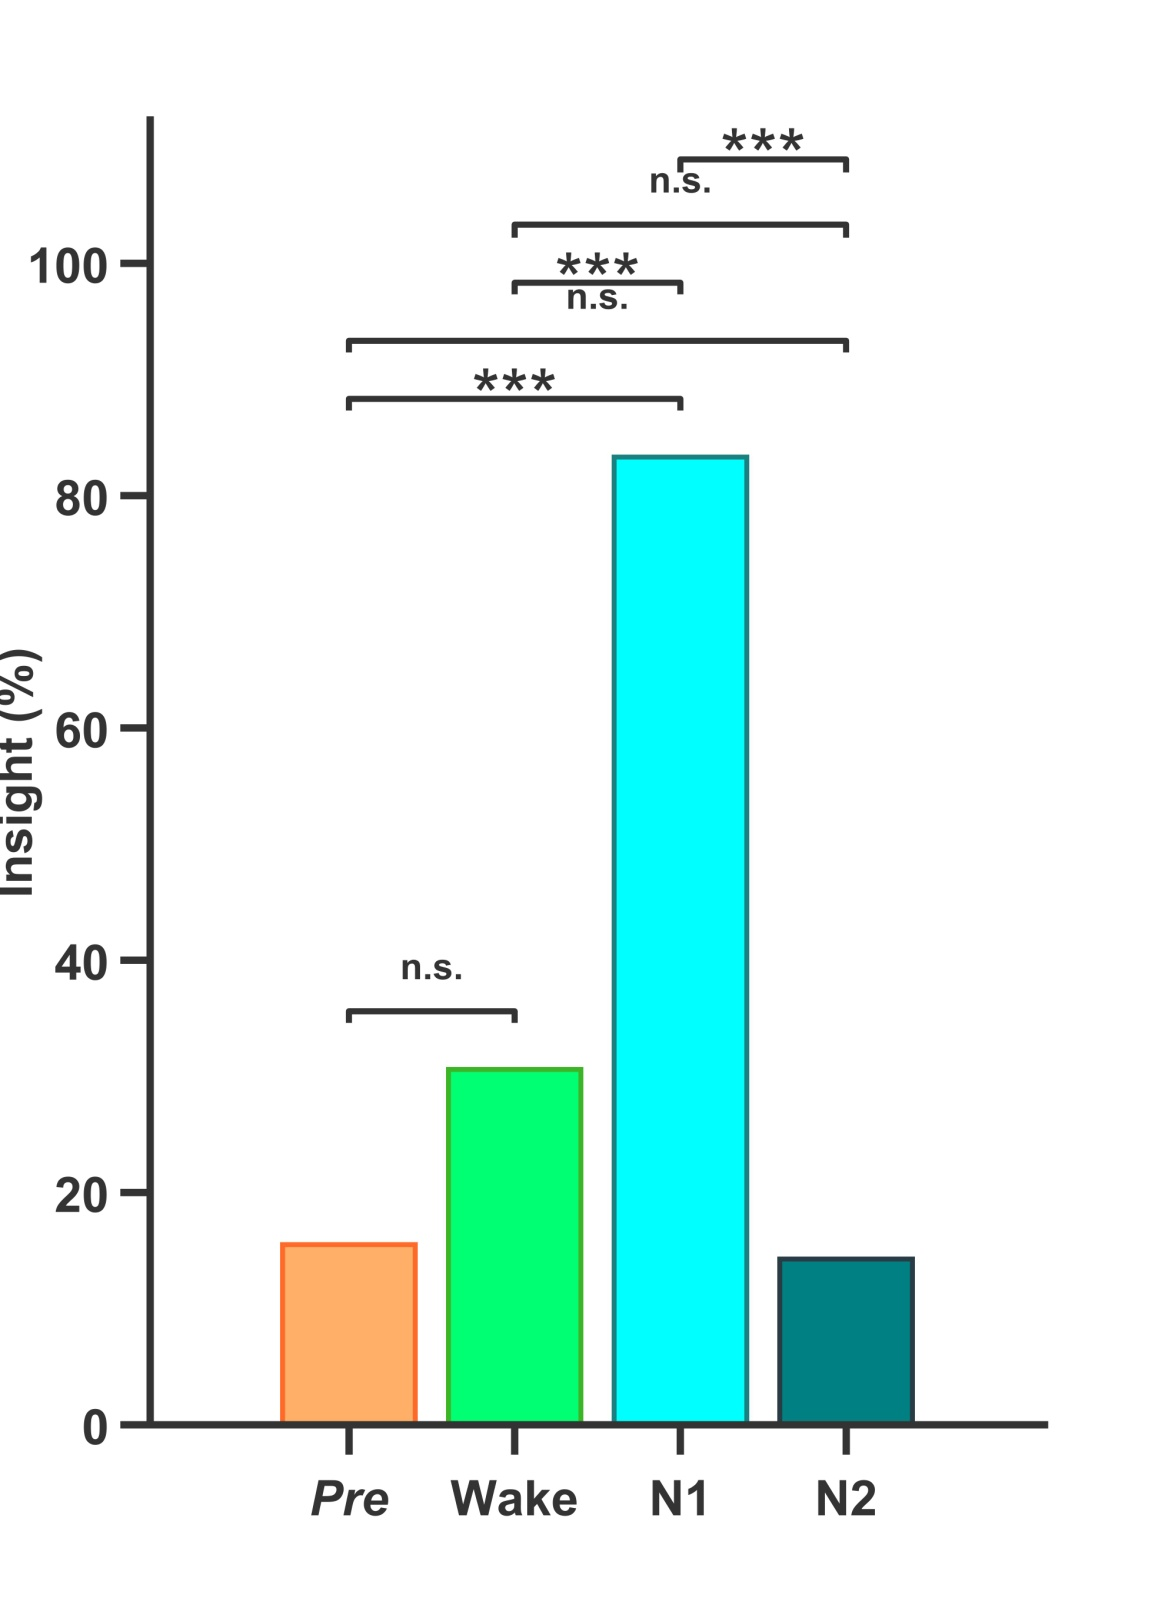 ***
n.s.
100
***
n.s.
***
80
Insight (%)
60
40
n.s.
20
0
Pre
Wake
N1
N2